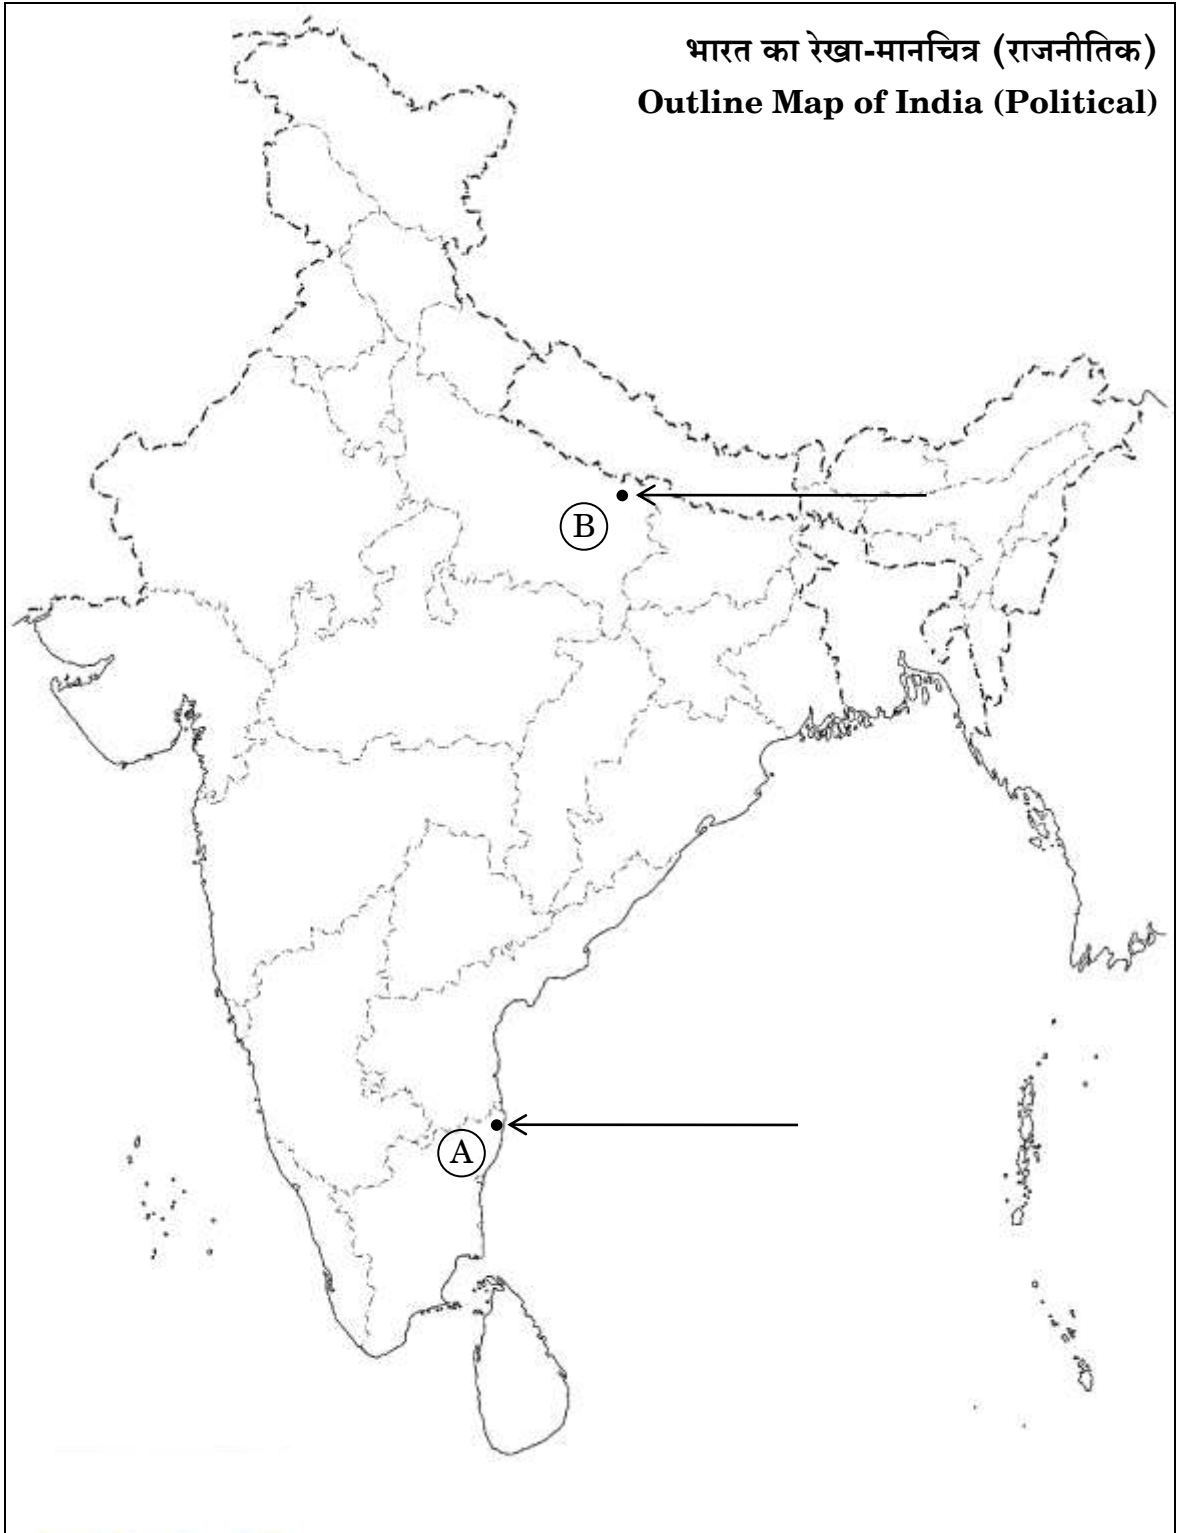 भारत का रेखा-मानचित्र (राजनीतिक)
Outline Map of India (Political)
B
A